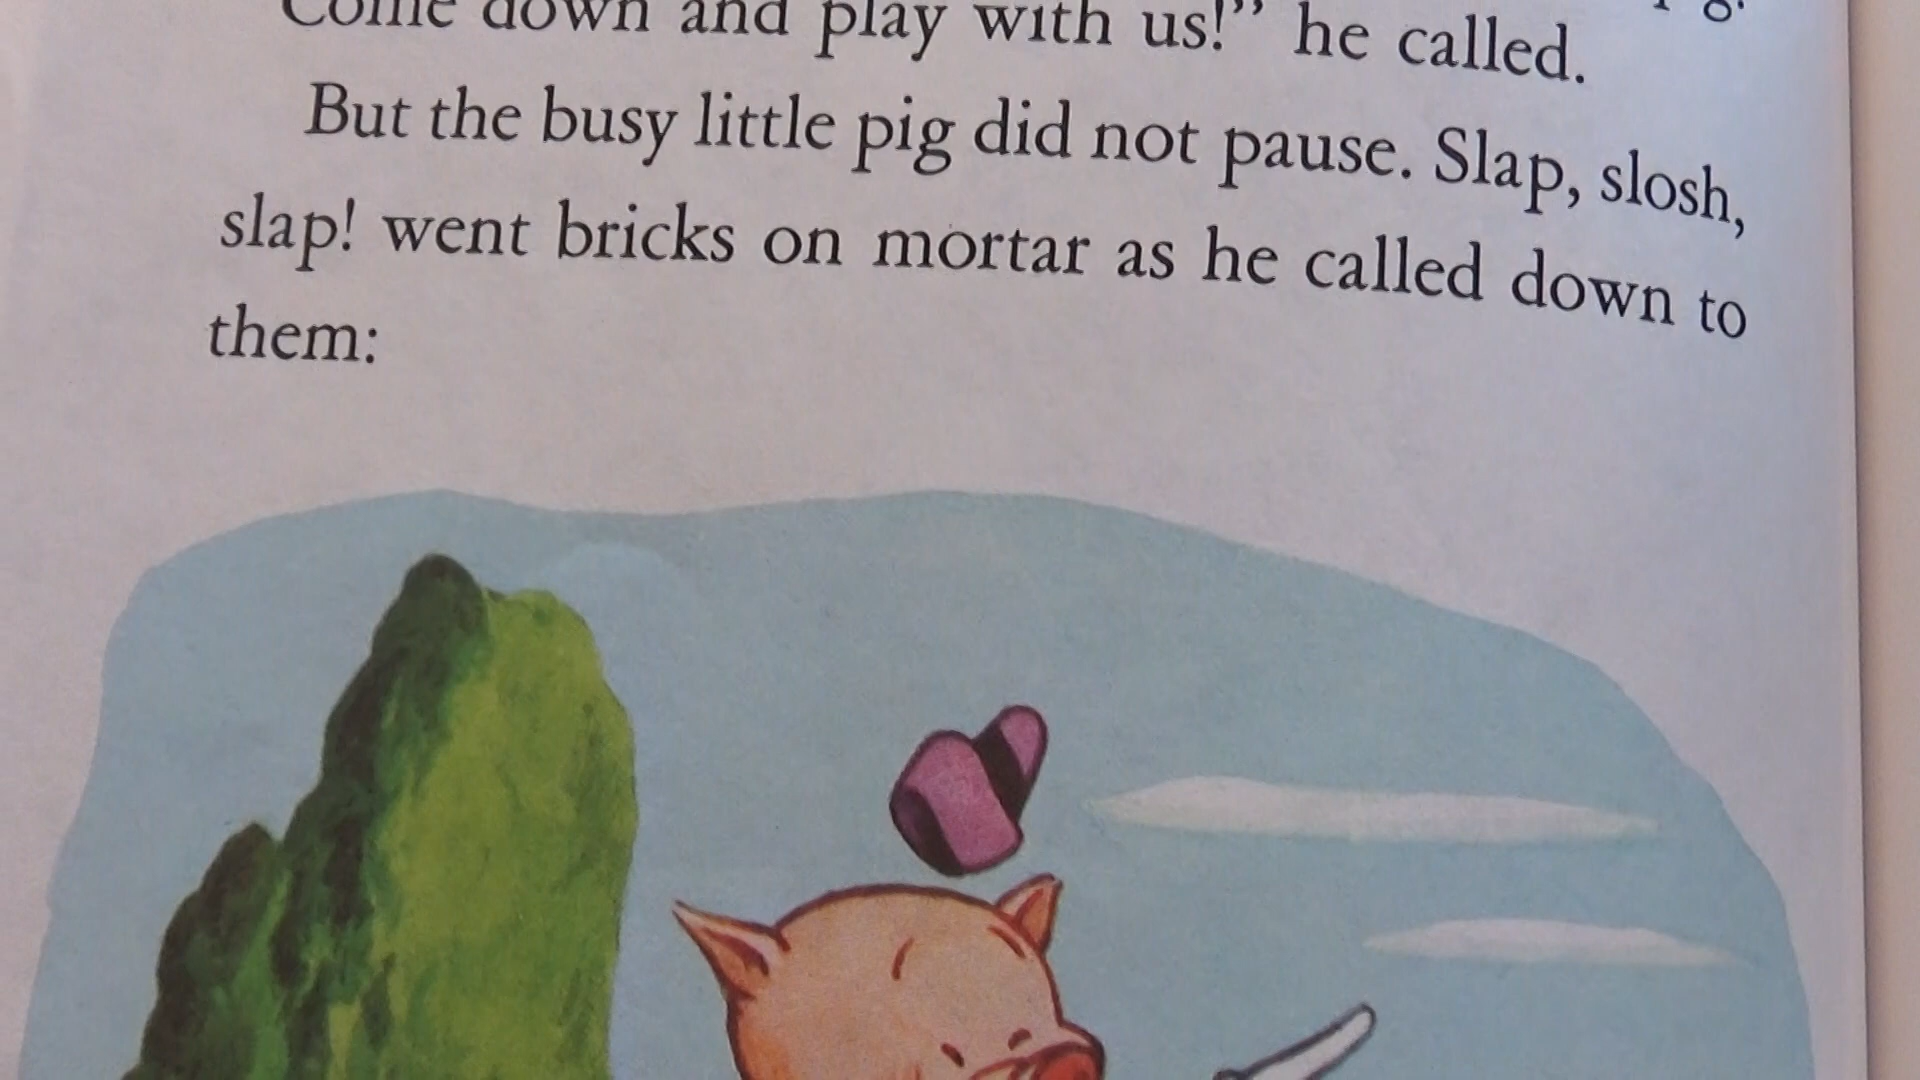 Come down and play with us!” he called.
But the busy little pig did not pause. Slap, slosh,
slap! went bricks on mortar as he called down to
them: